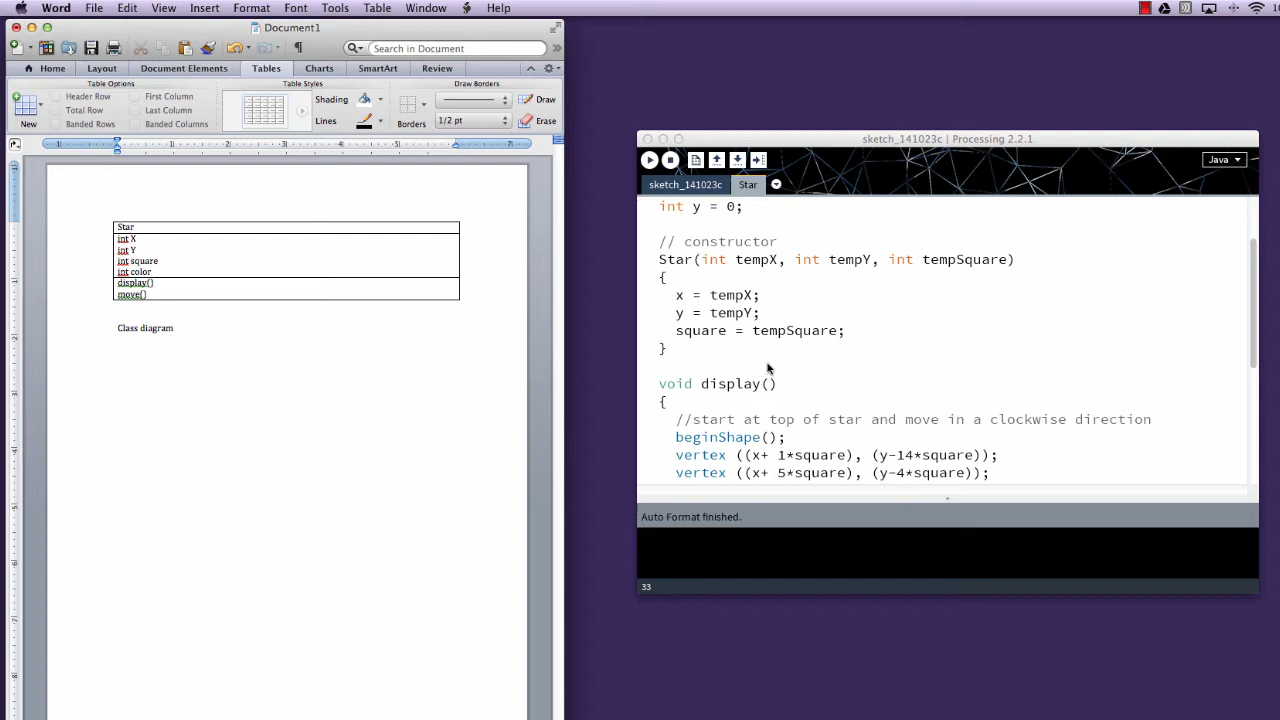 Word File Edit View Insert Format Font Tools Table Window Help
Document1
Search in Document
Home Layout Document Elements Tables Charts SmartArt Review
Table Options Table Styles Draw Borders
New Header Row First Column Shading Borders Draw
Total Row Last Column
Banded Rows Banded Columns Lines 1/2 pt Erase
Star
int X
int Y
int square
int color
display()
move()
Class diagram
sketch_141023c | Processing 2.2.1
Java
sketch_141023c Star
int y = 0;
// constructor
Star(int tempX, int tempY, int tempSquare)
{
x = tempX;
y = tempY;
square = tempSquare;
}
void display()
{
//start at top of star and move in a clockwise direction
beginShape();
vertex ((x+ 1*square), (y-14*square));
vertex ((x+ 5*square), (y-4*square));
Auto Format finished.
33